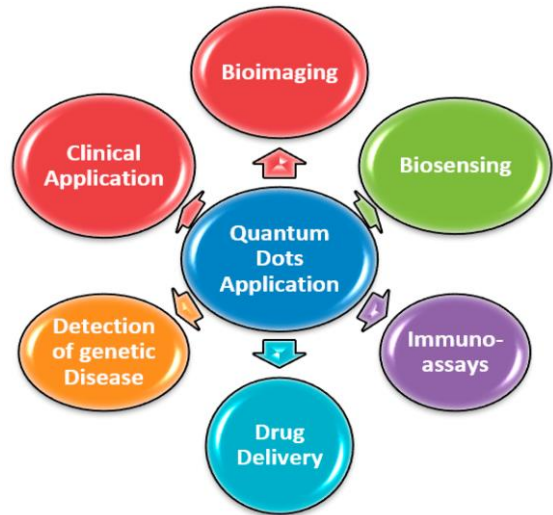 Bioimaging
Clinical
Application
Biosensing
Quantum
Dots
Application
Detection
of genetic
Disease
Immuno-
assays
Drug
Delivery